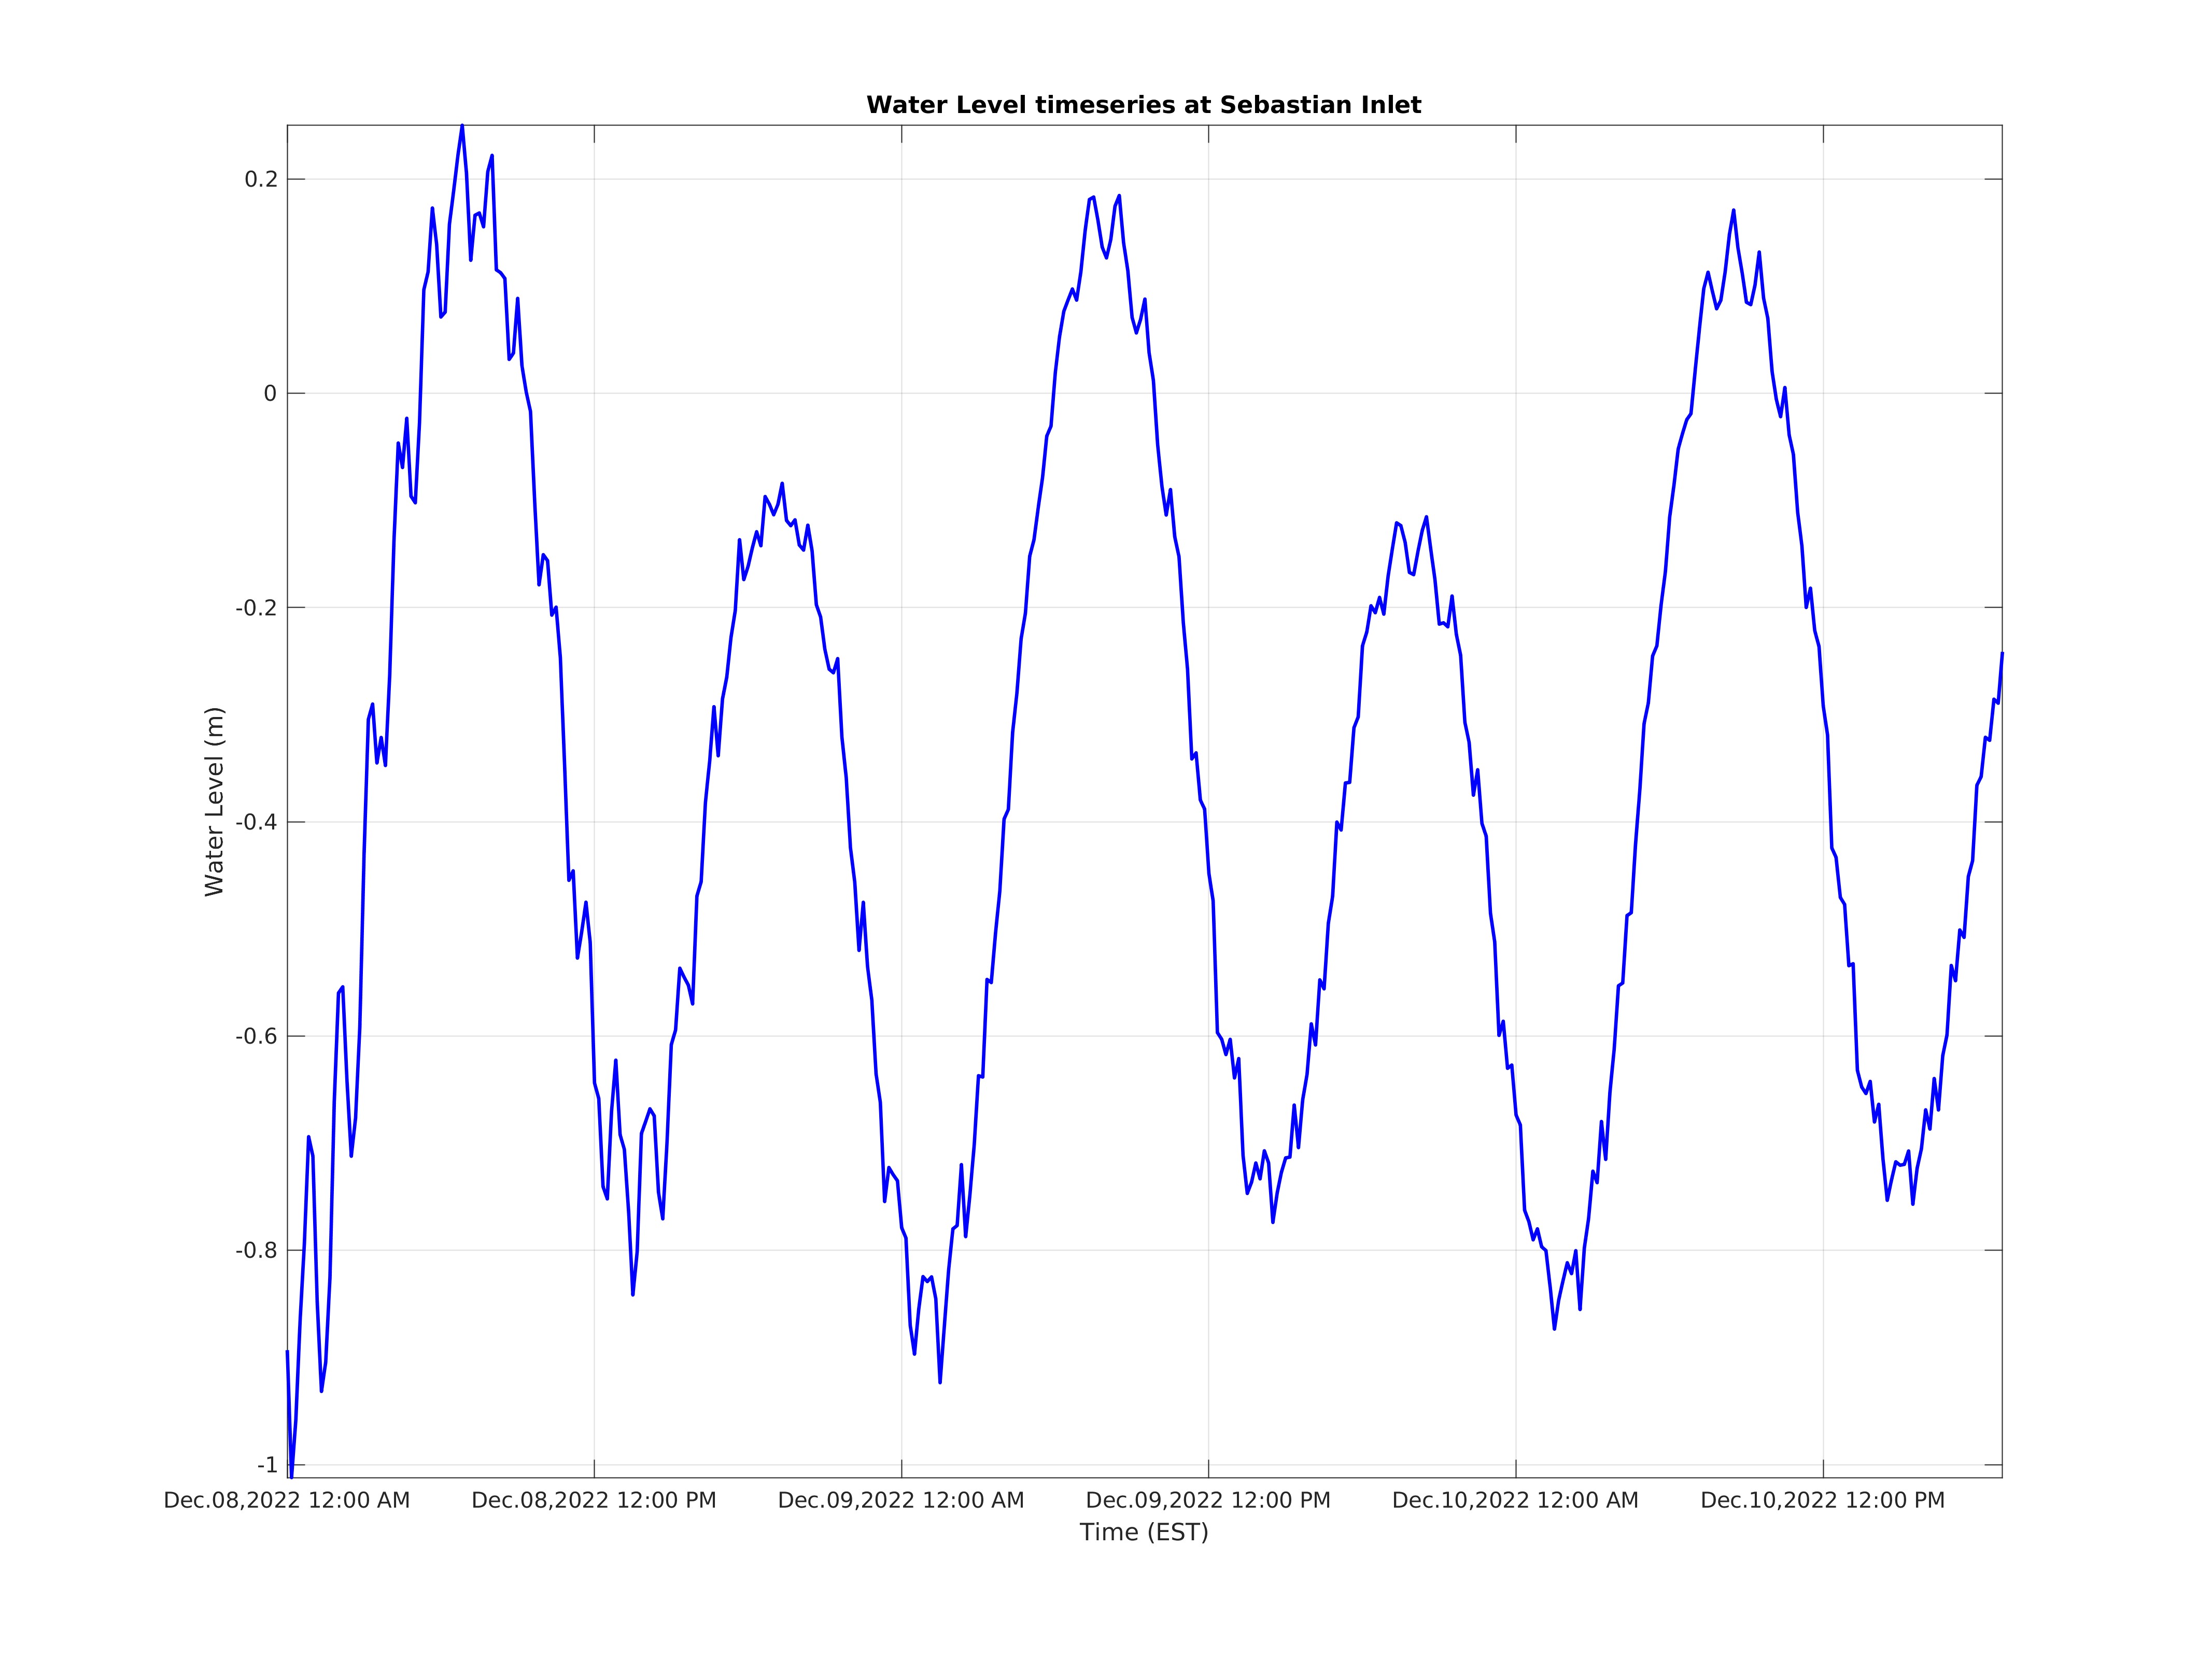 Water Level timeseries at Sebastian Inlet
0.2
0
-0.2
-0.4
-0.6
-0.8
-1
Water Level (m)
Dec.08,2022 12:00 AM Dec.08,2022 12:00 PM Dec.09,2022 12:00 AM Dec.09,2022 12:00 PM Dec.10,2022 12:00 AM Dec.10,2022 12:00 PM
Time (EST)